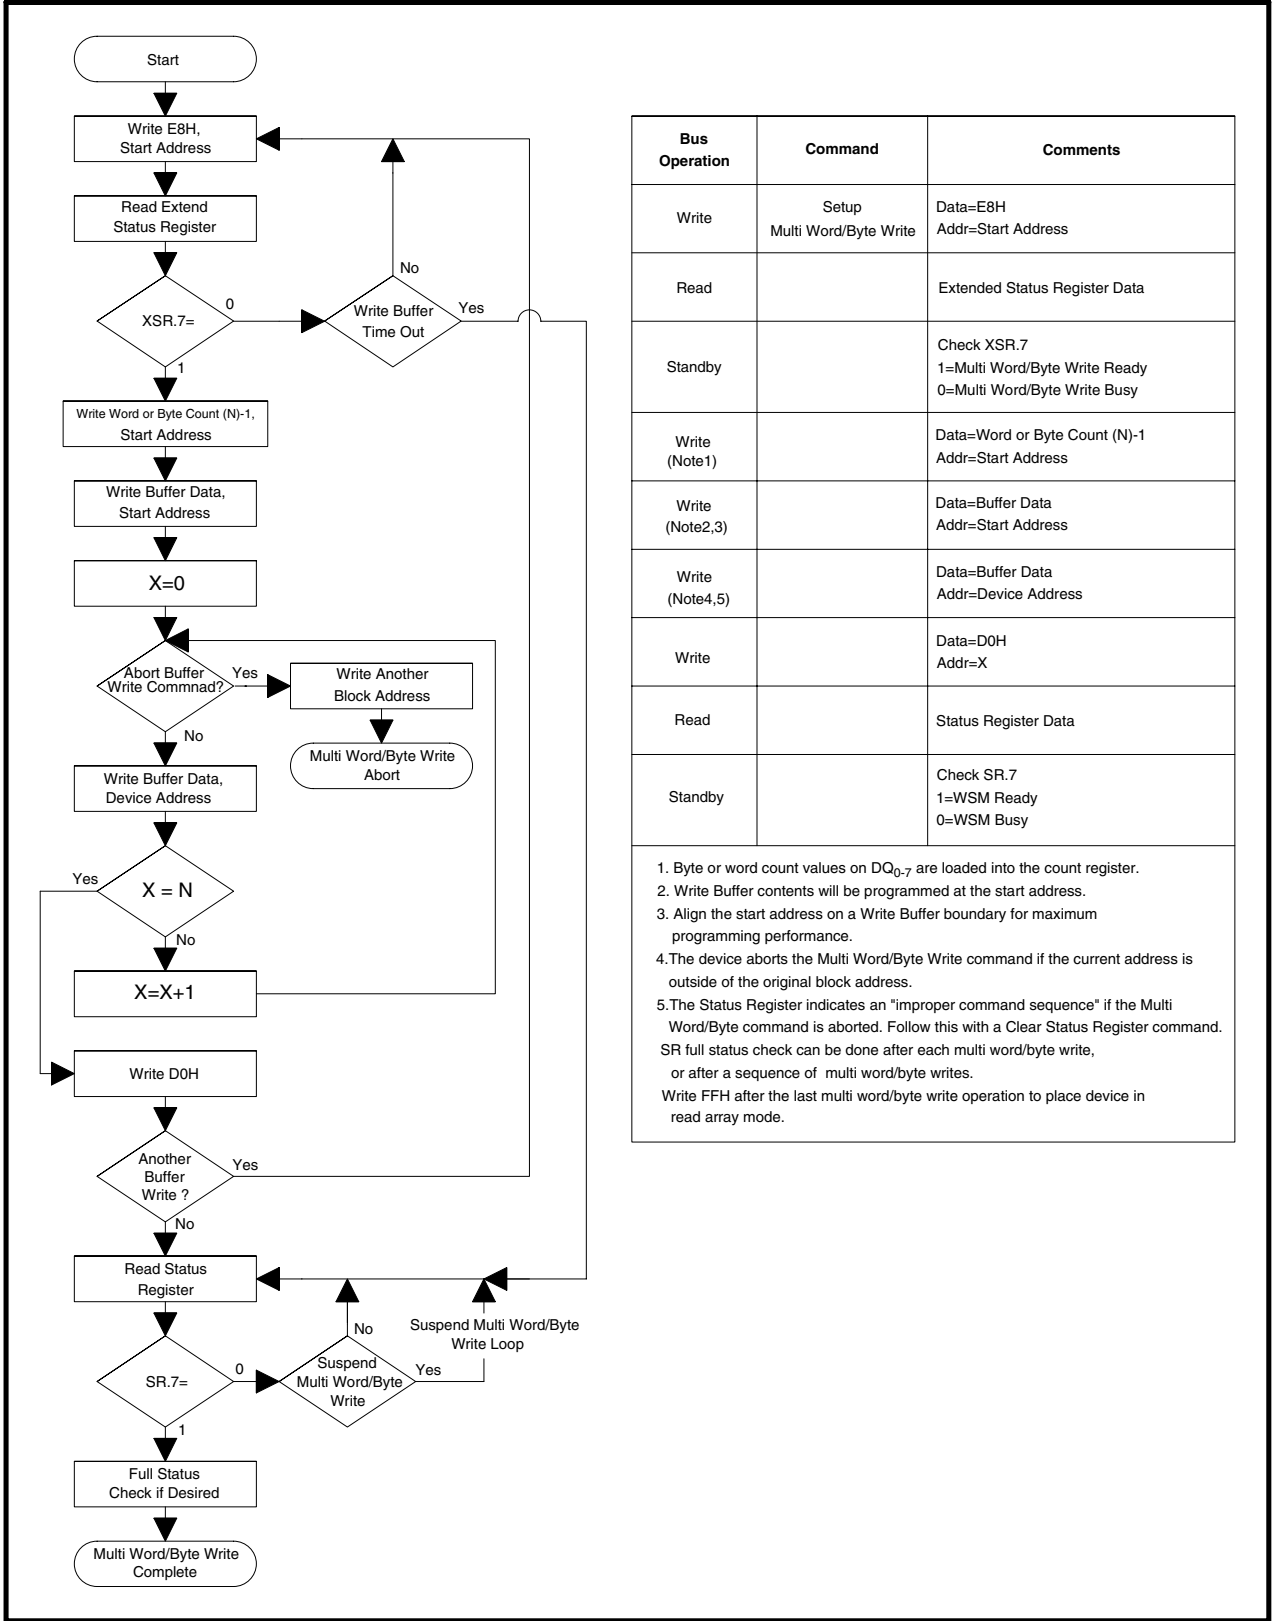 Start
Write E8H,
Start Address
Read Extend
Status Register
XSR.7=
0
1
Write Buffer
Time Out
No
Yes
Write Word or Byte Count (N)-1,
Start Address
Write Buffer Data,
Start Address
X=0
Abort Buffer
Write Commnad?
Yes
No
Write Another
Block Address
Multi Word/Byte Write
Abort
Write Buffer Data,
Device Address
X = N
Yes
No
X=X+1
Write D0H
Another
Buffer
Write ?
Yes
No
Read Status
Register
SR.7=
0
1
Suspend
Multi Word/Byte
Write
No
Yes
Suspend Multi Word/Byte
Write Loop
Full Status
Check if Desired
Multi Word/Byte Write
Complete
Bus
Operation
Command
Comments
Write
Setup
Multi Word/Byte Write
Data=E8H
Addr=Start Address
Read
Extended Status Register Data
Standby
Check XSR.7
1=Multi Word/Byte Write Ready
0=Multi Word/Byte Write Busy
Write
(Note1)
Data=Word or Byte Count (N)-1
Addr=Start Address
Write
(Note2,3)
Data=Buffer Data
Addr=Start Address
Write
(Note4,5)
Data=Buffer Data
Addr=Device Address
Write
Data=D0H
Addr=X
Read
Status Register Data
Standby
Check SR.7
1=WSM Ready
0=WSM Busy
1. Byte or word count values on DQ0-7 are loaded into the count register.
2. Write Buffer contents will be programmed at the start address.
3. Align the start address on a Write Buffer boundary for maximum
programming performance.
4.The device aborts the Multi Word/Byte Write command if the current address is
outside of the original block address.
5.The Status Register indicates an "improper command sequence" if the Multi
Word/Byte command is aborted. Follow this with a Clear Status Register command.
SR full status check can be done after each multi word/byte write,
or after a sequence of multi word/byte writes.
Write FFH after the last multi word/byte write operation to place device in
read array mode.